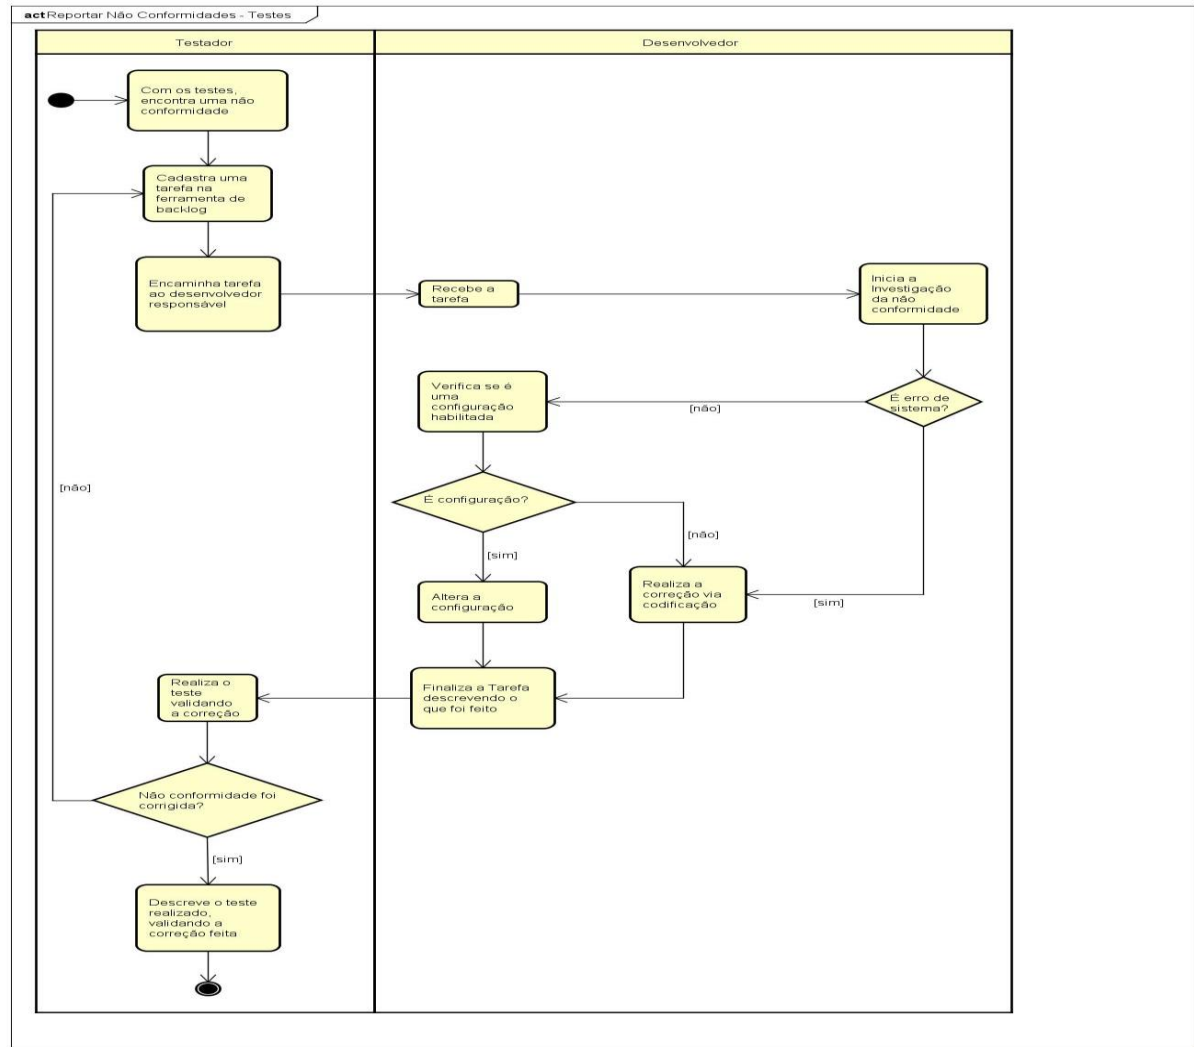 act Reportar Não Conformidades - Testes
Testador
Desenvolvedor
Com os testes,
encontra uma não
conformidade
Cadastra uma
tarefa na
ferramenta de
backlog
Encaminha tarefa
ao desenvolvedor
responsável
Recebe a
tarefa
Inicia a
Investigação
da não
conformidade
É erro de
sistema?
[não]
Verifica se é
uma
configuração
habilitada
É configuração?
[não]
[sim]
Altera a
configuração
Realiza a
correção via
codificação
[sim]
Finaliza a Tarefa
descrevendo o
que foi feito
Realiza o
teste
validando
a correção
Não conformidade foi
corrigida?
[não]
[sim]
Descreve o teste
realizado,
validando a
correção feita